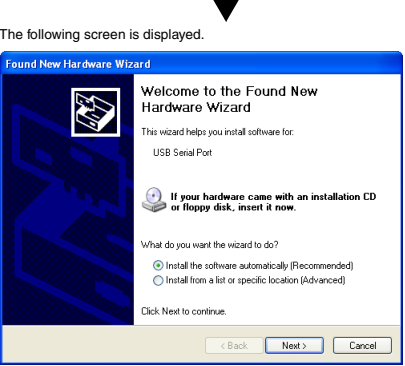 The following screen is displayed.
Found New Hardware Wizard
Welcome to the Found New
Hardware Wizard
This wizard helps you install software for:
USB Serial Port
If your hardware came with an installation CD
or floppy disk, insert it now.
What do you want the wizard to do?
Install the software automatically (Recommended)
Install from a list or specific location (Advanced)
Click Next to continue.
< Back
Next >
Cancel